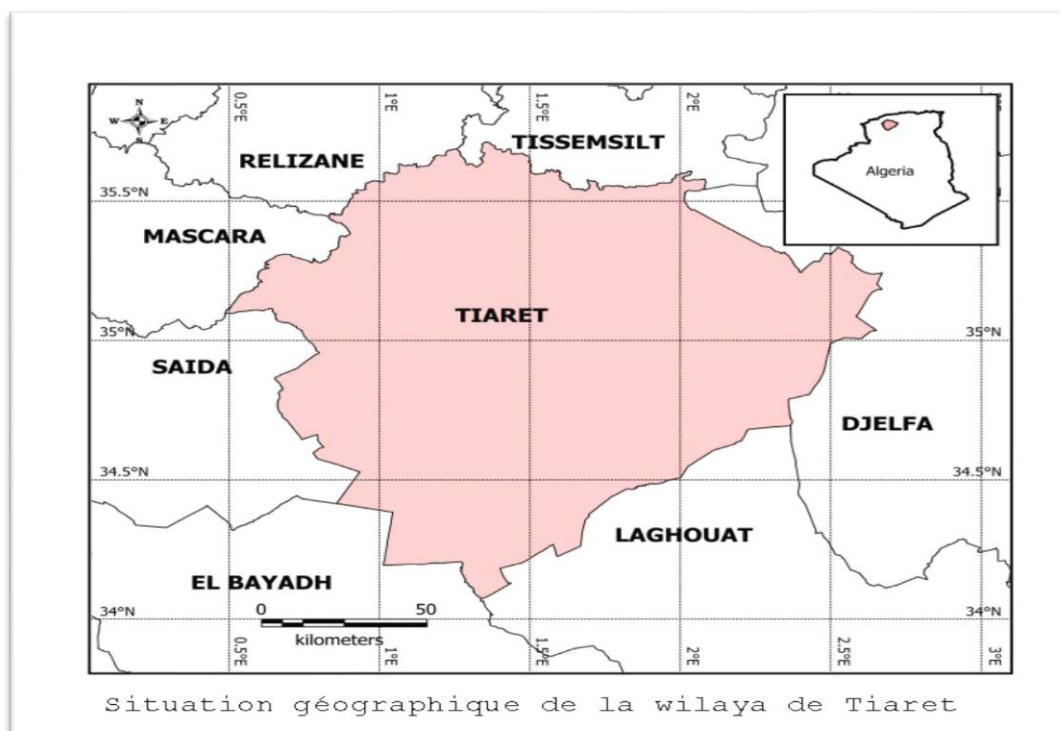 0.5°E
1°E
1.5°E
2°E
N
W E
S
TISSEMSILT
RELIZANE
Algeria
35.5°N
MASCARA
TIARET
35°N
35°N
SAIDA
DJELFA
34.5°N
34.5°N
LAGHOUAT
EL BAYADH
0 50
kilometers
34°N
34°N
0.5°E
1°E
1.5°E
2°E
2.5°E
3°E
Situation géographique de la wilaya de Tiaret